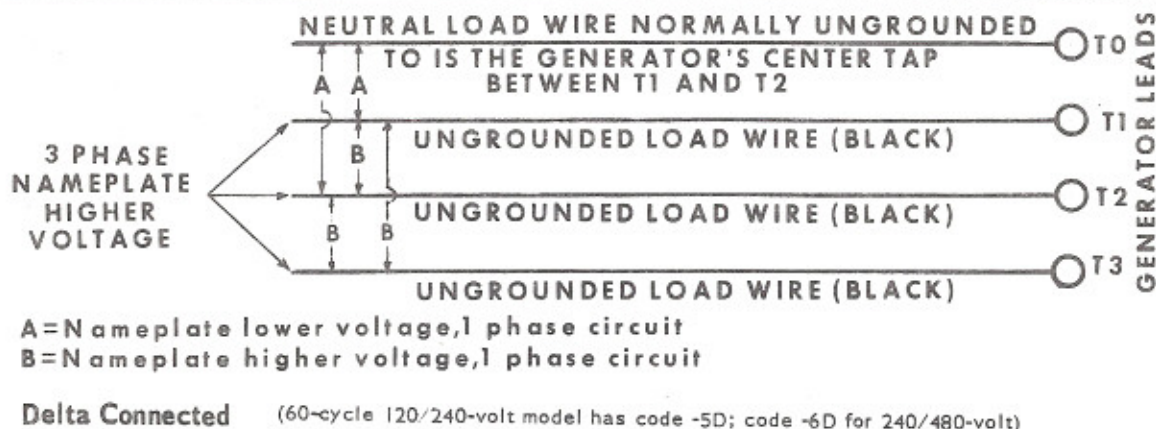 NEUTRAL LOAD WIRE NORMALLY UNGROUNDED
T0
TO IS THE GENERATOR'S CENTER TAP
BETWEEN T1 AND T2
A
A
T1
UNGROUNDED LOAD WIRE (BLACK)
B
3 PHASE
NAMEPLATE
HIGHER
VOLTAGE
T2
UNGROUNDED LOAD WIRE (BLACK)
B
B
T3
UNGROUNDED LOAD WIRE (BLACK)
GENERATOR LEADS
A=Nameplate lower voltage,1 phase circuit
B=Nameplate higher voltage,1 phase circuit
Delta Connected (60-cycle 120/240-volt model has code -5D; code -6D for 240/480-volt)